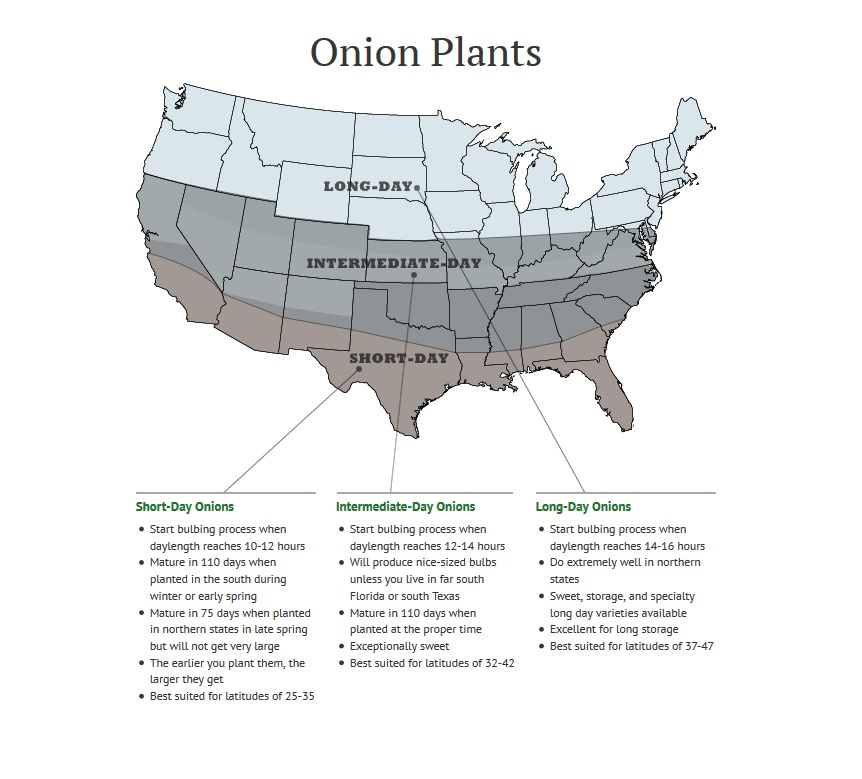 Onion Plants
LONG-DAY
INTERMEDIATE-DAY
SHORT-DAY
Short-Day Onions
Start bulbing process when
daylength reaches 10-12 hours
Mature in 110 days when
planted in the south during
winter or early spring
Mature in 75 days when planted
in northern states in late spring
but will not get very large
The earlier you plant them, the
larger they get
Best suited for latitudes of 25-35
Intermediate-Day Onions
Start bulbing process when
daylength reaches 12-14 hours
Will produce nice-sized bulbs
unless you live in far south
Florida or south Texas
Mature in 110 days when
planted at the proper time
Exceptionally sweet
Best suited for latitudes of 32-42
Long-Day Onions
Start bulbing process when
daylength reaches 14-16 hours
Do extremely well in northern
states
Sweet, storage, and specialty
long day varieties available
Excellent for long storage
Best suited for latitudes of 37-47